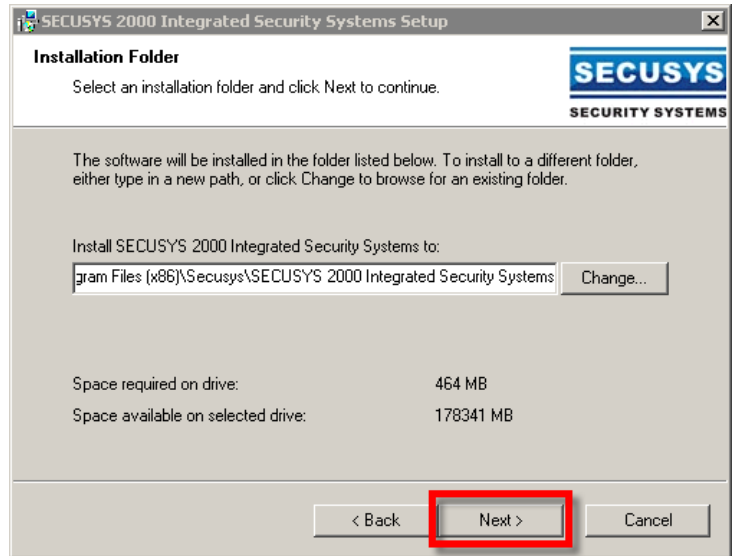 SECUSYS 2000 Integrated Security Systems Setup
Installation Folder
Select an installation folder and click Next to continue.
SECUSYS
SECURITY SYSTEMS
The software will be installed in the folder listed below. To install to a different folder,
either type in a new path, or click Change to browse for an existing folder.
Install SECUSYS 2000 Integrated Security Systems to:
gram Files (x86)\Secusys\SECUSYS 2000 Integrated Security Systems
Change...
Space required on drive: 464 MB
Space available on selected drive: 178341 MB
< Back Next > Cancel